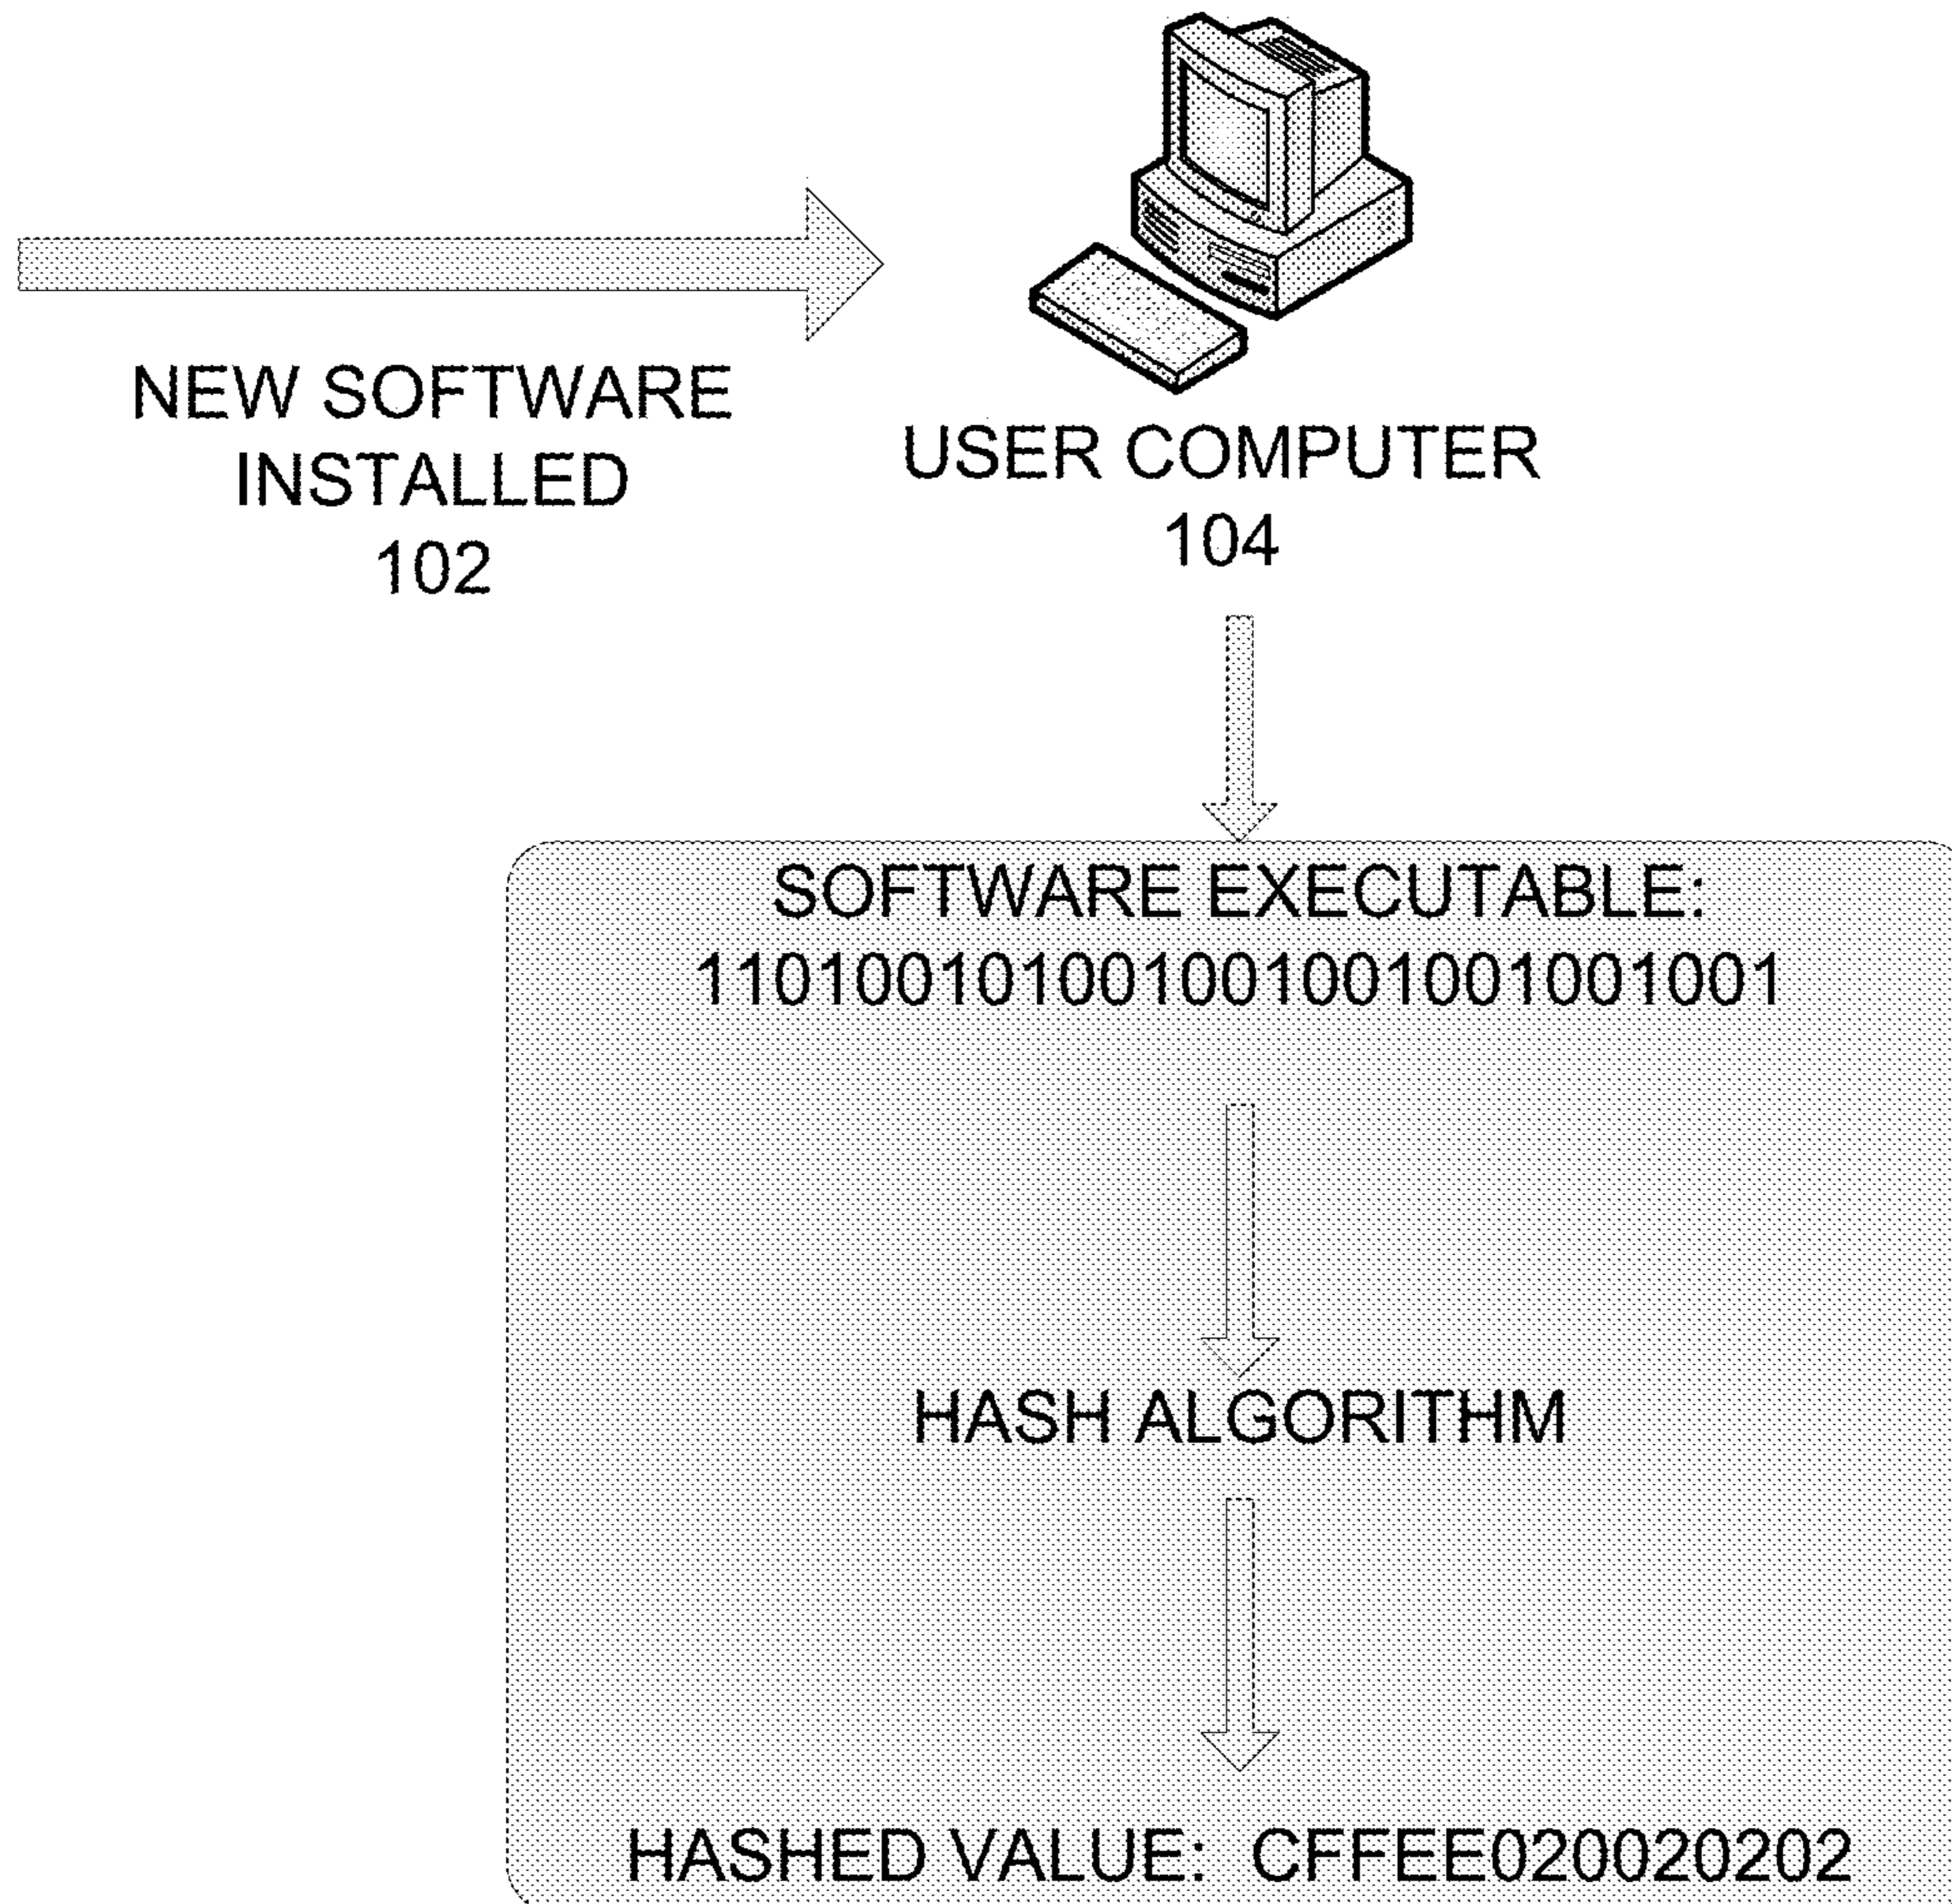 NEW SOFTWARE
INSTALLED
102
USER COMPUTER
104
SOFTWARE EXECUTABLE:
110100101001001001001001001
HASH ALGORITHM
HASHED VALUE: CFFEE020020202